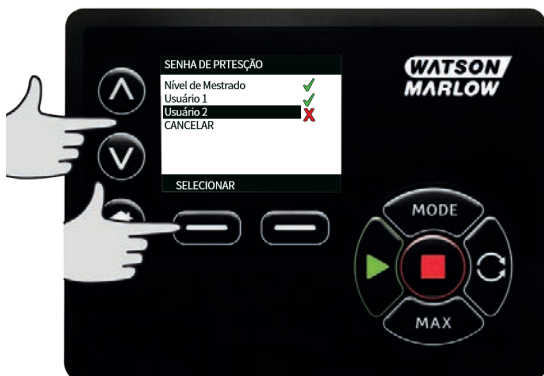 SENHA DE PRTESÇÃO
WATSON
MARLOW
Nível de Mestrado
Usuário 1
Usuário 2
CANCELAR
SELECIONAR
MODE
MAX